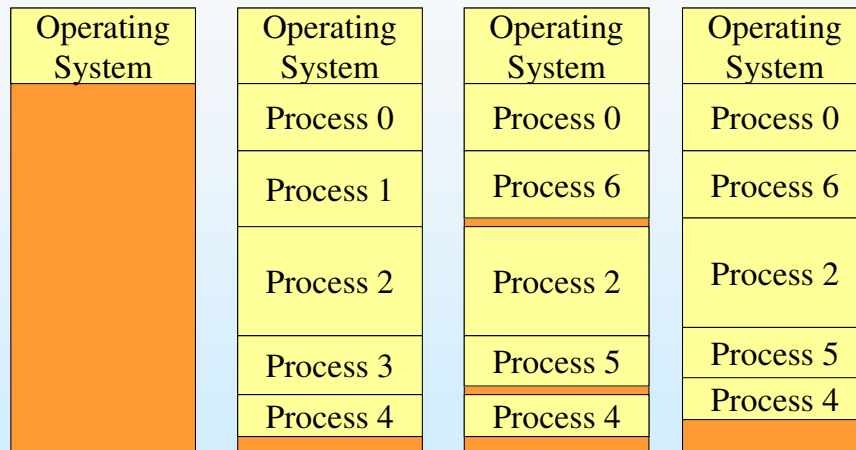 Operating
System
Operating
System
Process 0
Process 1
Process 2
Process 3
Process 4
Operating
System
Process 0
Process 6
Process 2
Process 5
Process 4
Operating
System
Process 0
Process 6
Process 2
Process 5
Process 4